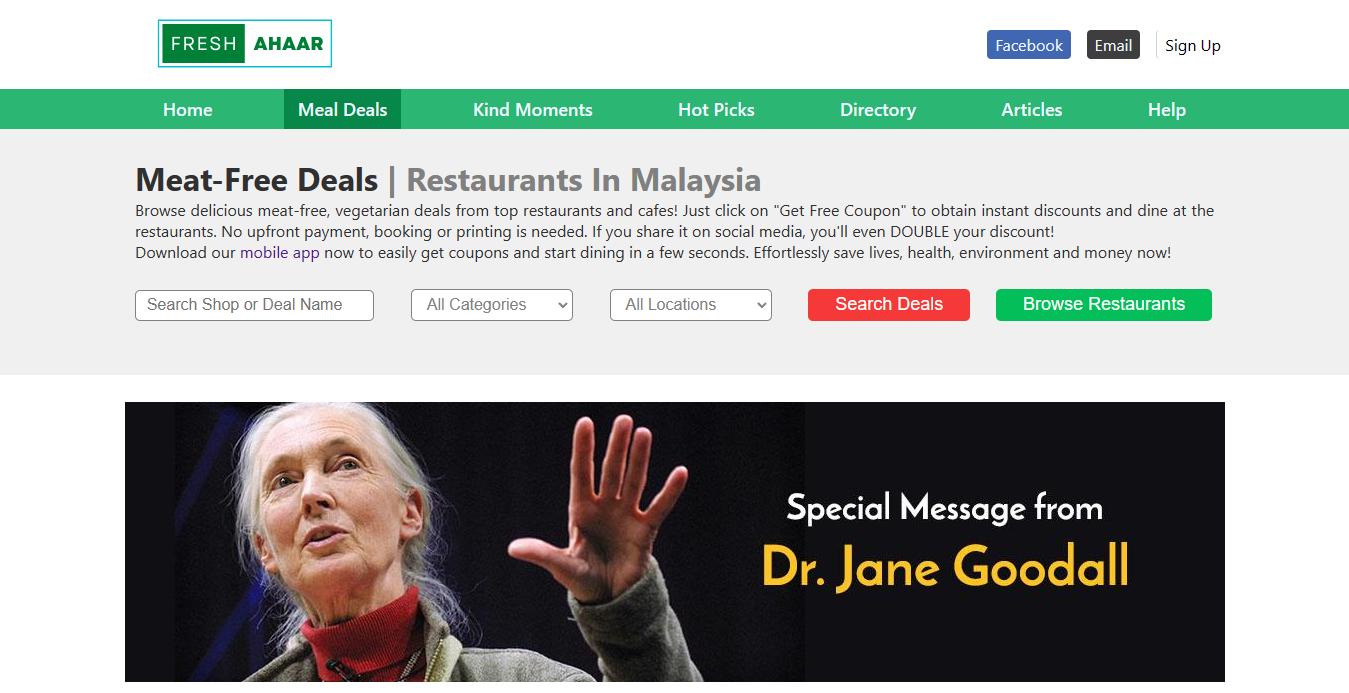 FRESH AHAAR
Facebook Email Sign Up
Home Meal Deals Kind Moments Hot Picks Directory Articles Help
Meat-Free Deals | Restaurants In Malaysia
Browse delicious meat-free, vegetarian deals from top restaurants and cafes! Just click on "Get Free Coupon" to obtain instant discounts and dine at the
restaurants. No upfront payment, booking or printing is needed. If you share it on social media, you'll even DOUBLE your discount!
Download our mobile app now to easily get coupons and start dining in a few seconds. Effortlessly save lives, health, environment and money now!
Search Shop or Deal Name All Categories All Locations Search Deals Browse Restaurants
Special Message from
Dr. Jane Goodall